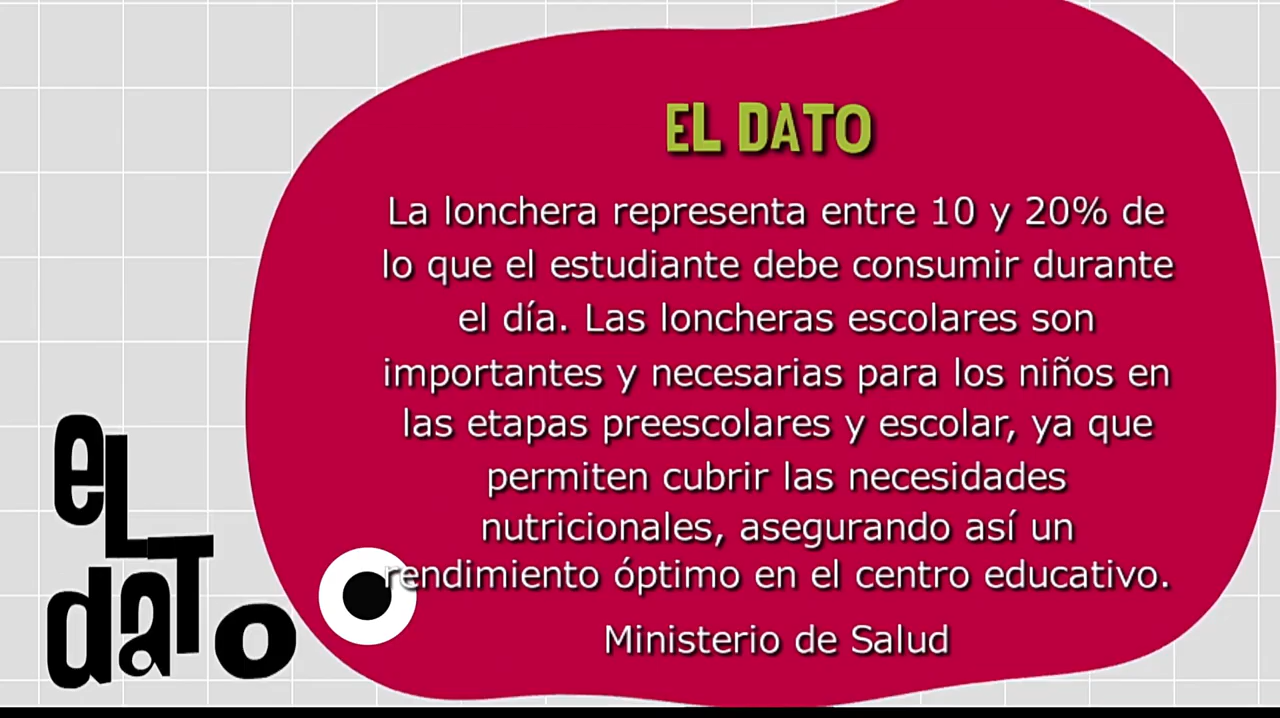 EL DATO
La lonchera representa entre 10 y 20% de
lo que el estudiante debe consumir durante
el día. Las loncheras escolares son
importantes y necesarias para los niños en
las etapas preescolares y escolar, ya que
permiten cubrir las necesidades
nutricionales, asegurando así un
rendimiento óptimo en el centro educativo.
Ministerio de Salud
eL
daTo